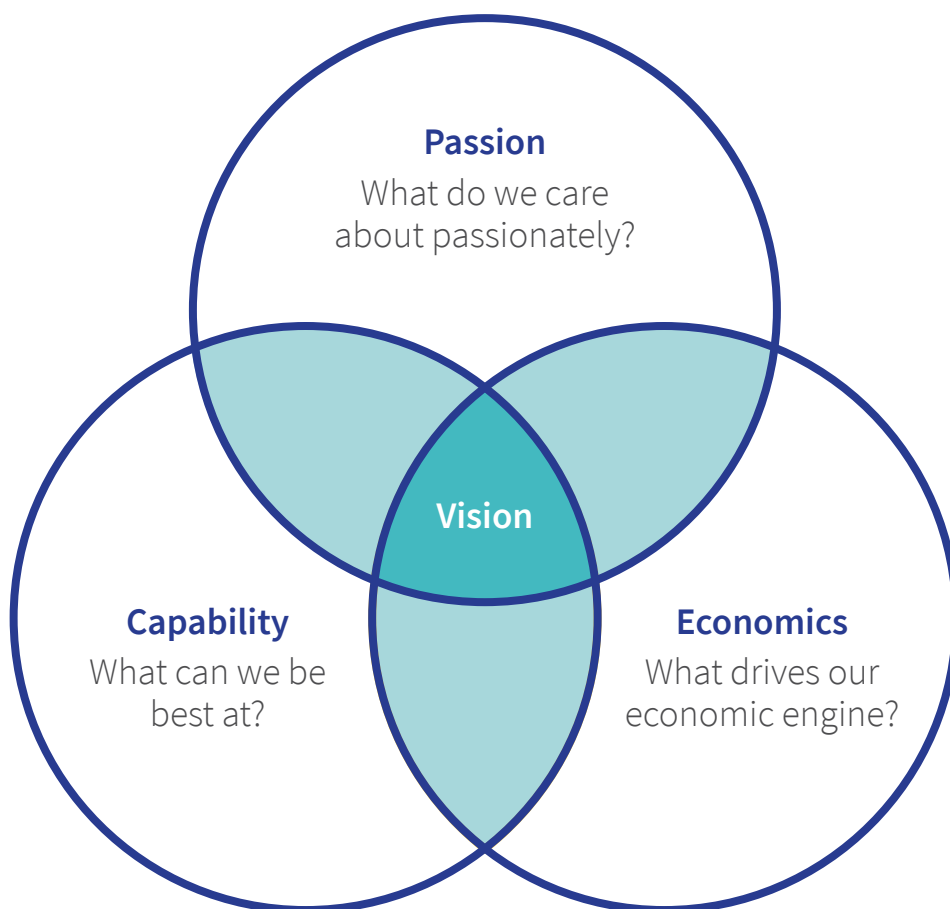 Passion
What do we care
about passionately?
Vision
Capability
What can we be
best at?
Economics
What drives our
economic engine?